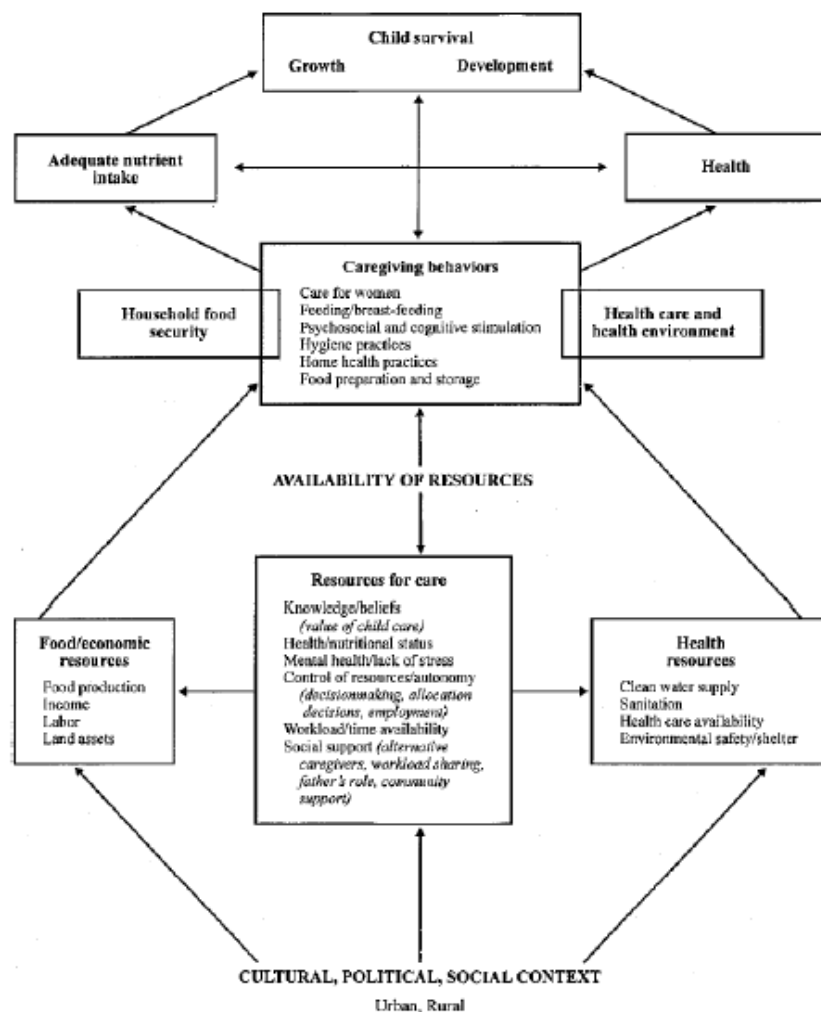 Child survival
Growth Development
Adequate nutrient
intake
Health
Caregiving behaviors
Care for women
Feeding/breast-feeding
Psychosocial and cognitive stimulation
Hygiene practices
Home health practices
Food preparation and storage
Household food
security
Health care and
health environment
AVAILABILITY OF RESOURCES
Resources for care
Knowledge/beliefs
(value of child care)
Health/nutritional status
Mental health/lack of stress
Control of resources/autonomy
(decisionmaking, allocation
decisions, employment)
Workload/time availability
Social support (alternative
caregivers, workload sharing,
father's role, community
support)
Food/economic
resources
Food production
Income
Labor
Land assets
Health
resources
Clean water supply
Sanitation
Health care availability
Environmental safety/shelter
CULTURAL, POLITICAL, SOCIAL CONTEXT
Urban, Rural